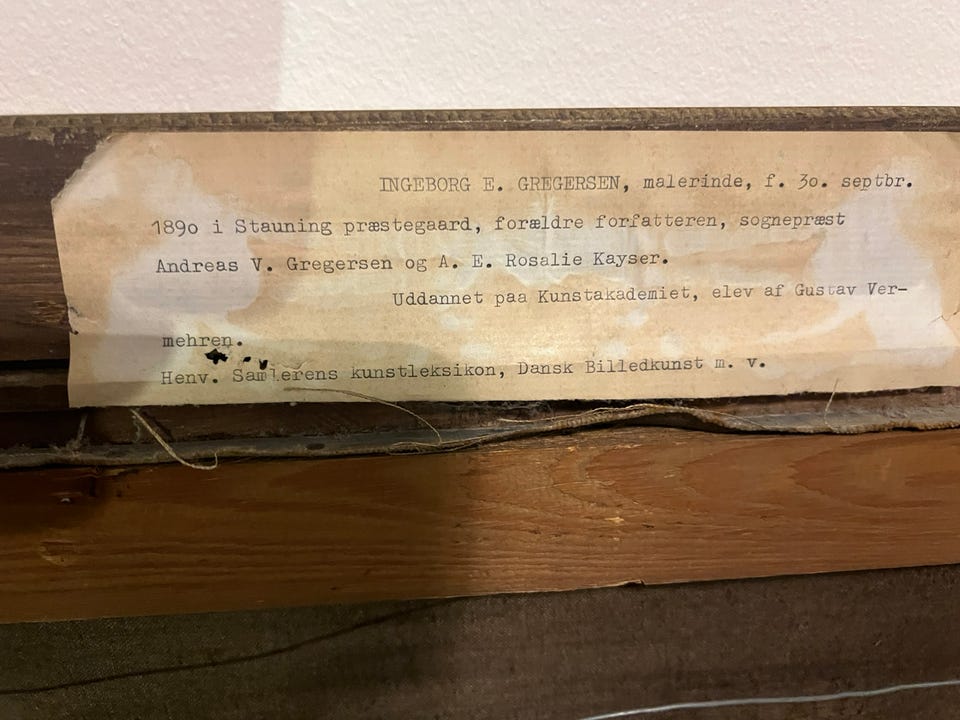 INGEBORG E. GREGERSEN, malerinde, f. 3o. septbr.
189o i Stauning præstegaard, forældre forfatteren, sognepræst
Andreas V. Gregersen og A. E. Rosalie Kayser.
Uddannet paa Kunstakademiet, elev af Gustav Ver-
mehren.
Henv. Samlerens kunstleksikon, Dansk Billedkunst m. v.